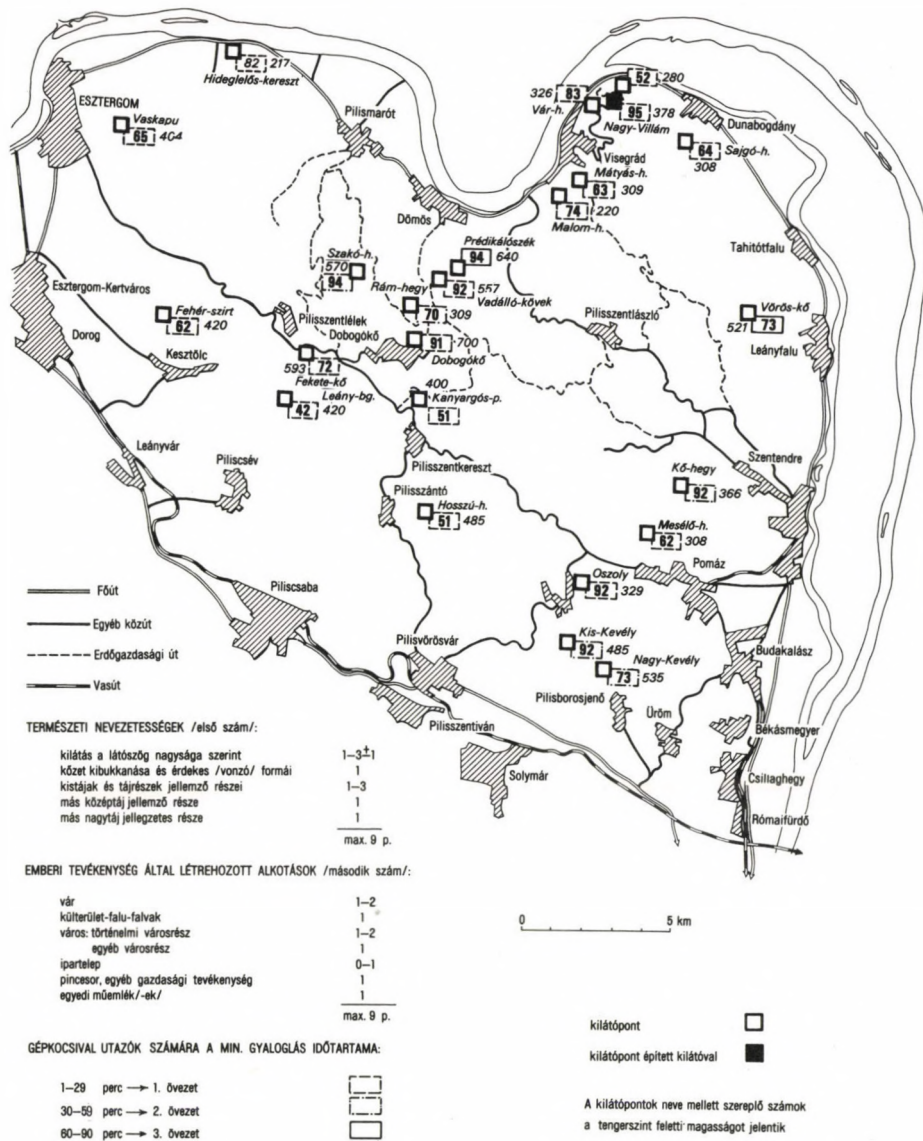 82 217
Hideglelős-kereszt
ESZTERGOM
Vaskapu
65 404
Pilismarót
326 83
Vár-h.
52 280
95 378
Nagy-Villám
Dunabogdány
64 Sajgó-h.
308
Visegrád
Mátyás-h.
63 309
74 220
Malom-h.
Dömös
Tahitótfalu
Prédikálószék
94 640
92 557
Vadálló-kövek
Szakó-h.
570
94
Rám-hegy
70 309
Esztergom-Kertváros
Fehér-szirt
62 420
Dorog
Kesztölc
Pilisszentlélek
Dobogókő
91 700
Dobogókő
Pilisszentlászló
Vörös-kő
521 73
Leányfalu
593 72
Fekete-kő
Leány-bg.
42 420
400
Kanyargós-p.
51
Leányvár
Piliscsév
Pilisszentkereszt
Pilisszántó
Hosszú-h.
51 485
Szentendre
Kő-hegy
92 366
Mesélő-h.
62 308
Pomáz
Oszoly
92 329
Piliscsaba
Pilisvörösvár
Kis-Kevély
92 485
Nagy-Kevély
73 535
Budakalász
Pilisborosjenő
Üröm
Pilisszentiván
Békásmegyer
Solymár
Csillaghegy
Rómaifürdő
Főút
Egyéb közút
Erdőgazdasági út
Vasút
TERMÉSZETI NEVEZETESSÉGEK /első szám/:
kilátás a látószög nagysága szerint 1–3±1
kőzet kibukkanása és érdekes /vonzó/ formái 1
kistájak és tájrészek jellemző részei 1–3
más középtáj jellemző része 1
más nagytáj jellegzetes része 1
max. 9 p.
EMBERI TEVÉKENYSÉG ÁLTAL LÉTREHOZOTT ALKOTÁSOK /második szám/:
vár 1–2
külterület-falu-falvak 1
város: történelmi városrész 1–2
egyéb városrész 1
ipartelep 0–1
pincesor, egyéb gazdasági tevékenység 1
egyedi műemlék/-ek/ 1
max. 9 p.
0 5 km
GÉPKOCSIVAL UTAZÓK SZÁMÁRA A MIN. GYALOGLÁS IDŐTARTAMA:
1–29 perc → 1. övezet
30–59 perc → 2. övezet
60–90 perc → 3. övezet
kilátópont
kilátópont épített kilátóval
A kilátópontok neve mellett szereplő számok
a tengerszint feletti magasságot jelentik